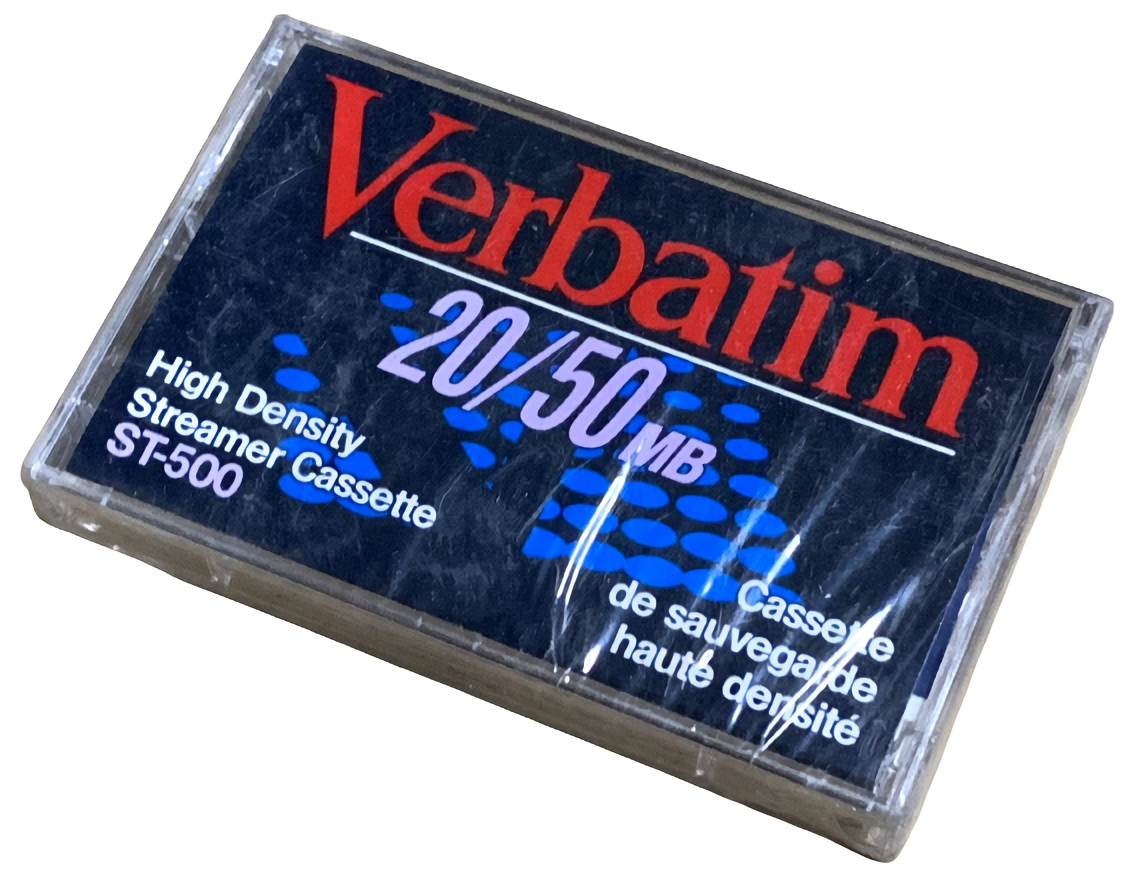 Verbatim
20/50 MB
High Density
Streamer Cassette
ST-500
Cassette
de sauvegarde
haute densité